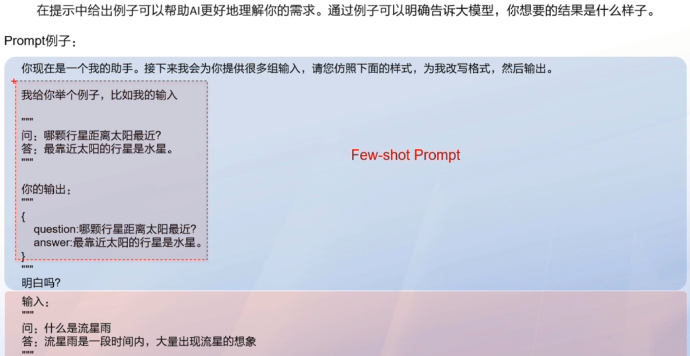 在提示中给出例子可以帮助AI更好地理解你的需求。通过例子可以明确告诉大模型，你想要的结果是什么样子。
Prompt例子：
你现在是一个我的助手。接下来我会为你提供很多组输入，请您仿照下面的样式，为我改写格式，然后输出。
我给你举个例子，比如我的输入
"""
问：哪颗行星距离太阳最近?
答：最靠近太阳的行星是水星。
"""
Few-shot Prompt
你的输出：
"""
{
question:哪颗行星距离太阳最近?
answer:最靠近太阳的行星是水星。
}
"""
明白吗?
输入：
"""
问：什么是流星雨
答：流星雨是一段时间内，大量出现流星的想象
"""